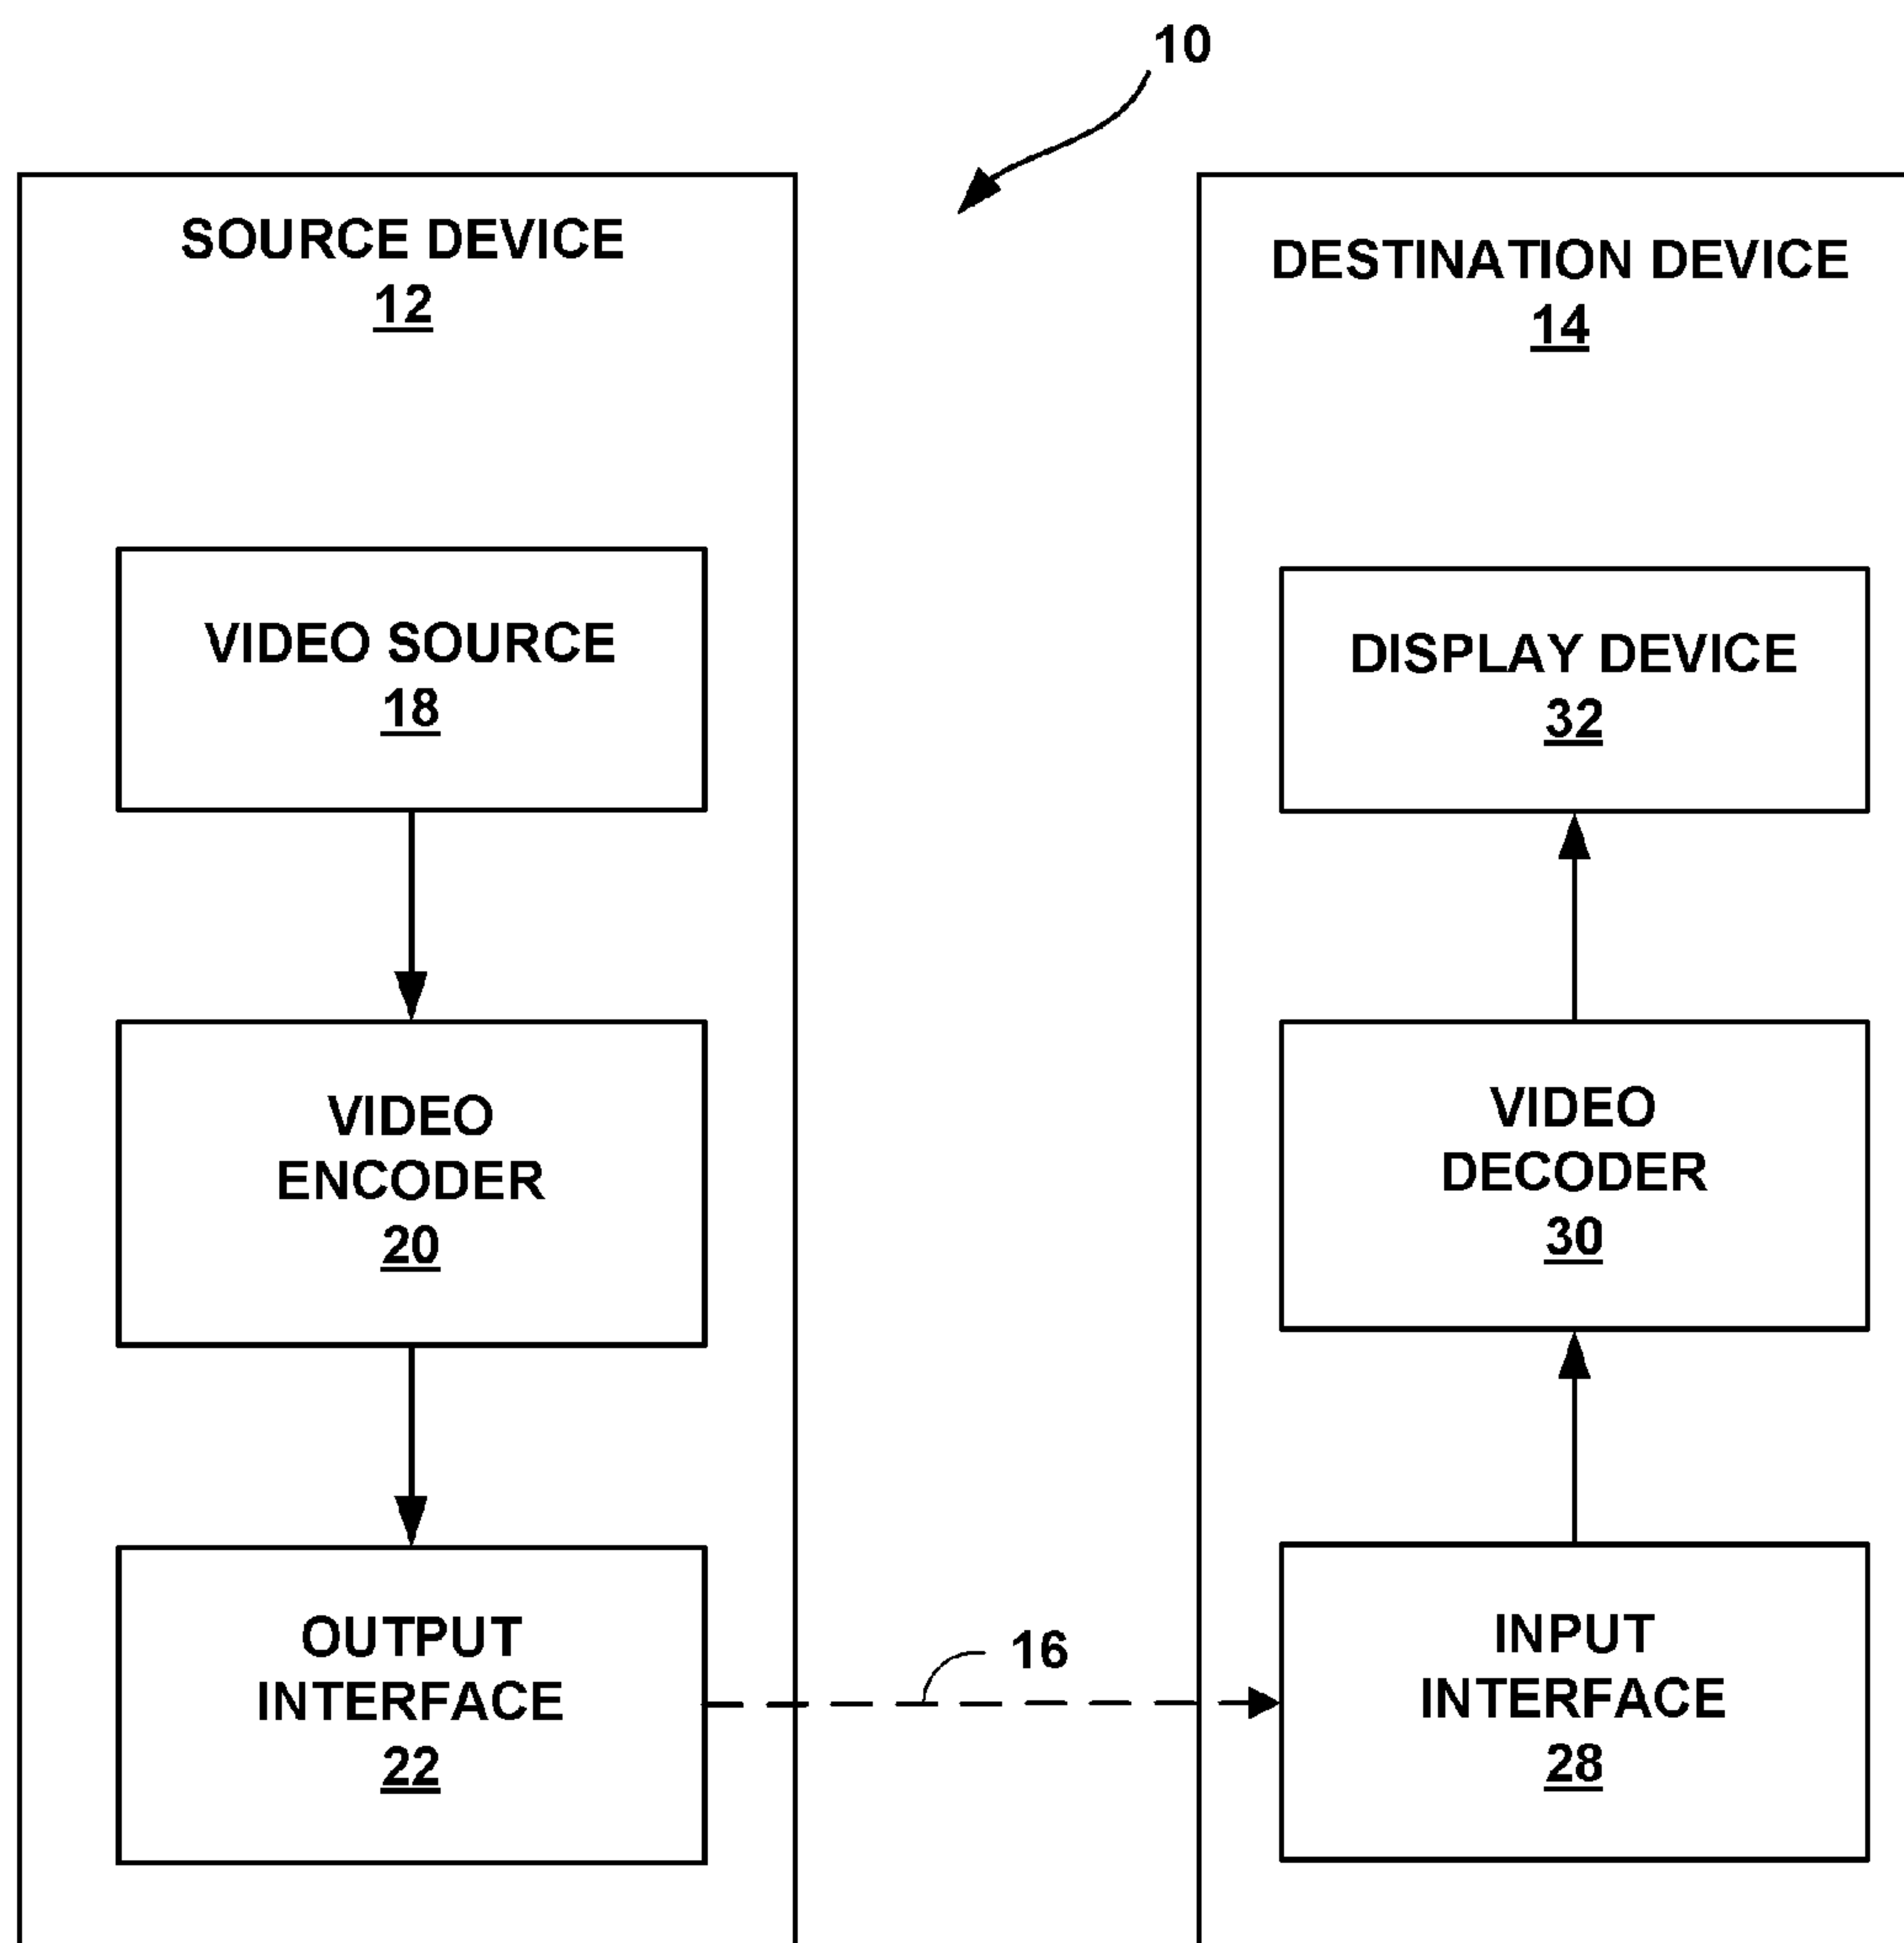 10
SOURCE DEVICE
12
VIDEO SOURCE
18
VIDEO
ENCODER
20
OUTPUT
INTERFACE
22
16
DESTINATION DEVICE
14
DISPLAY DEVICE
32
VIDEO
DECODER
30
INPUT
INTERFACE
28